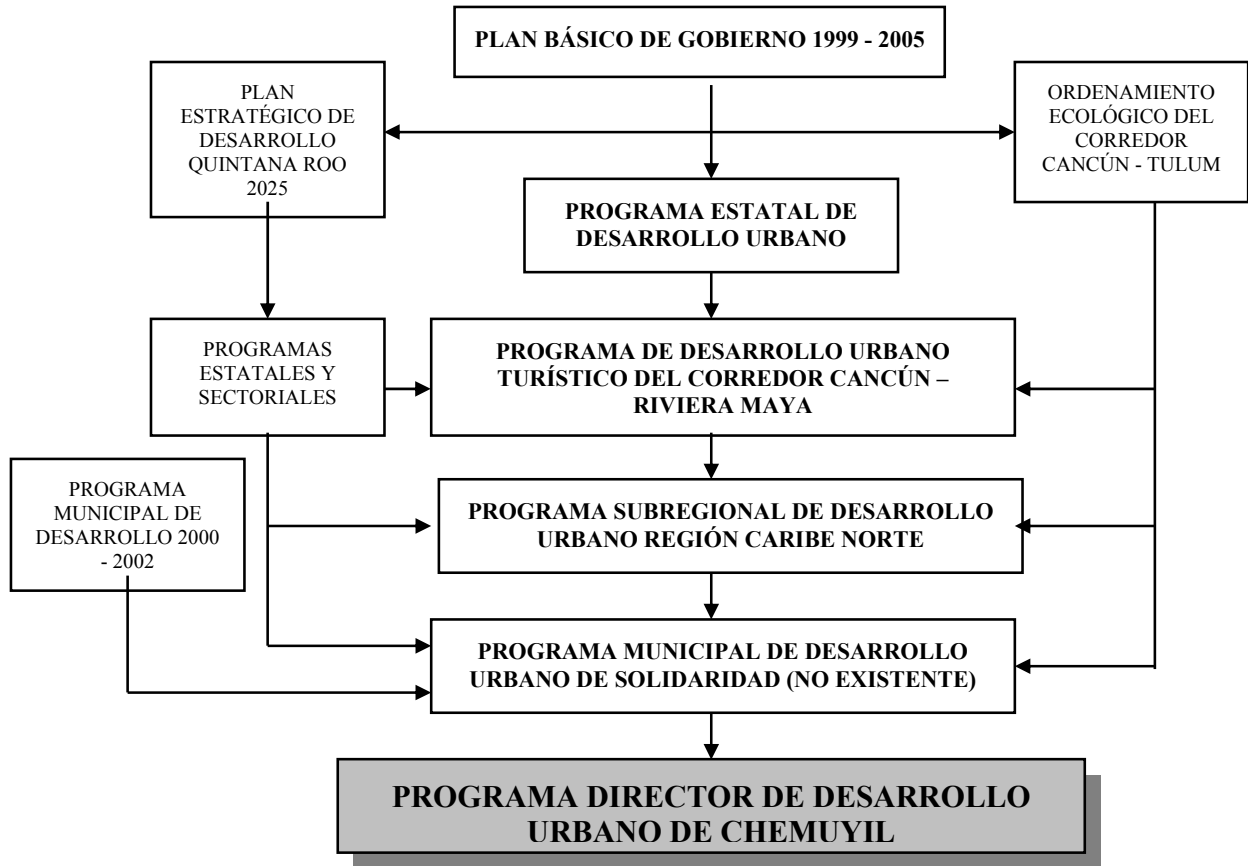 PLAN BÁSICO DE GOBIERNO 1999 - 2005
PLAN
ESTRATÉGICO DE
DESARROLLO
QUINTANA ROO
2025
ORDENAMIENTO
ECOLÓGICO DEL
CORREDOR
CANCÚN - TULUM
PROGRAMA ESTATAL DE
DESARROLLO URBANO
PROGRAMAS
ESTATALES Y
SECTORIALES
PROGRAMA DE DESARROLLO URBANO
TURÍSTICO DEL CORREDOR CANCÚN –
RIVIERA MAYA
PROGRAMA
MUNICIPAL DE
DESARROLLO 2000
- 2002
PROGRAMA SUBREGIONAL DE DESARROLLO
URBANO REGIÓN CARIBE NORTE
PROGRAMA MUNICIPAL DE DESARROLLO
URBANO DE SOLIDARIDAD (NO EXISTENTE)
PROGRAMA DIRECTOR DE DESARROLLO
URBANO DE CHEMUYIL